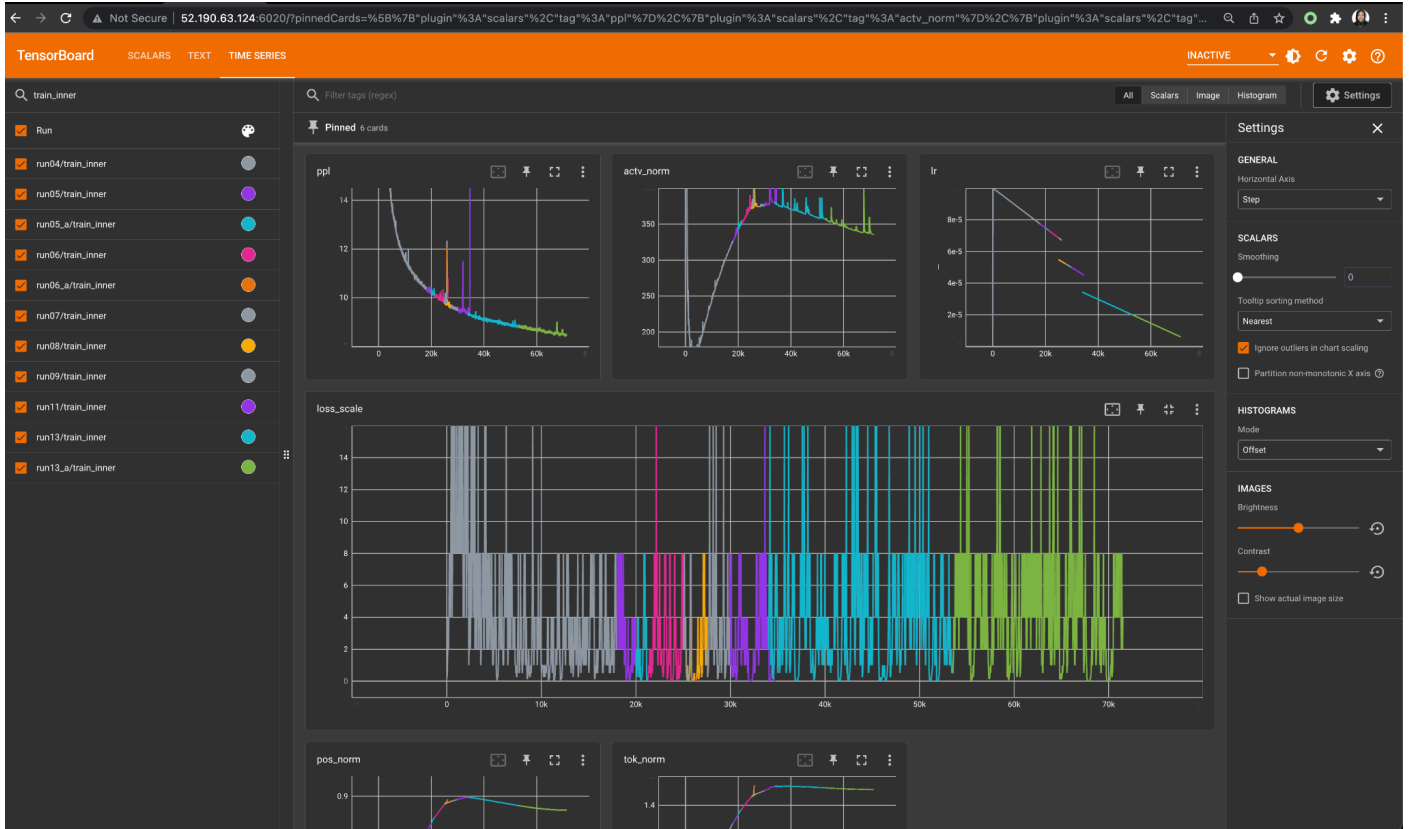 Not Secure | 52.190.63.124:6020/?pinnedCards=%5B%7B"plugin"%3A"scalars"%2C"tag"%3A"ppl"%7D%2C%7B"plugin"%3A"scalars"%2C"tag"%3A"actv_norm"%7D%2C%7B"plugin"%3A"scalars"%2C"tag"...
TensorBoard SCALARS TEXT TIME SERIES INACTIVE
train_inner
Filter tags (regex)
All Scalars Image Histogram Settings
Run
Pinned 6 cards
run04/train_inner
run05/train_inner
run05_a/train_inner
run06/train_inner
run06_a/train_inner
run07/train_inner
run08/train_inner
run09/train_inner
run11/train_inner
run13/train_inner
run13_a/train_inner
ppl
14
12
10
0 20k 40k 60k
actv_norm
350
300
250
200
0 20k 40k 60k
lr
8e-5
6e-5
4e-5
2e-5
0 20k 40k 60k
loss_scale
14
12
10
8
6
4
2
0
0 10k 20k 30k 40k 50k 60k 70k
pos_norm
0.9
tok_norm
1.4
Settings
GENERAL
Horizontal Axis
Step
SCALARS
Smoothing
0
Tooltip sorting method
Nearest
Ignore outliers in chart scaling
Partition non-monotonic X axis
HISTOGRAMS
Mode
Offset
IMAGES
Brightness
Contrast
Show actual image size